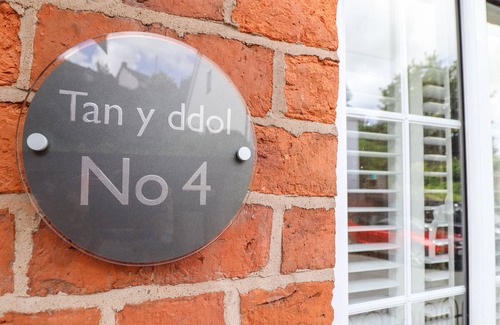 Tan y ddol
No 4